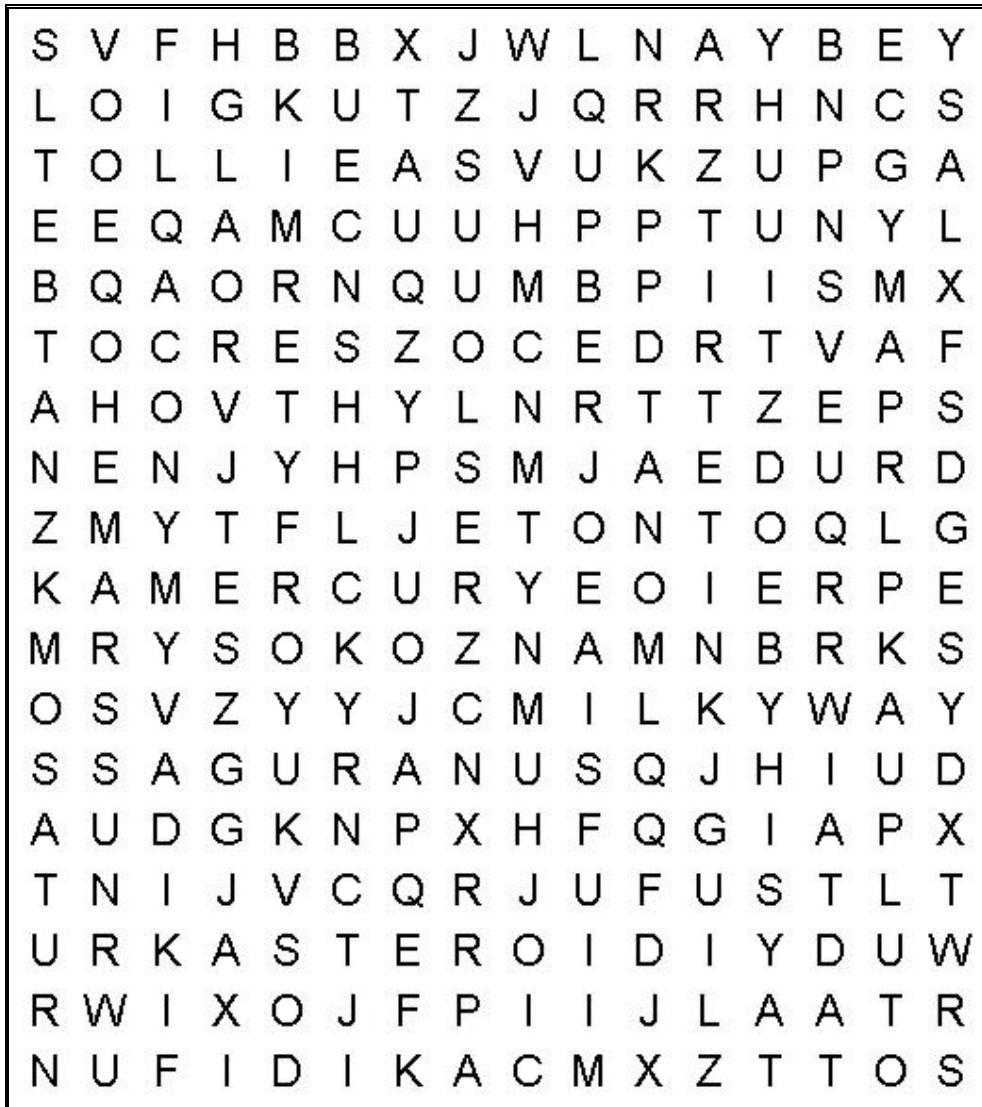 S V F H B B X J W L N A Y B E Y
L O I G K U T Z J Q R R H N C S
T O L L I E A S V U K Z U P G A
E E Q A M C U U H P P T U N Y L
B Q A O R N Q U M B P I I S M X
T O C R E S Z O C E D R T V A F
A H O V T H Y L N R T T Z E P S
N E N J Y H P S M J A E D U R D
Z M Y T F L J E T O N T O Q L G
K A M E R C U R Y E O I E R P E
M R Y S O K O Z N A M N B R K S
O S V Z Y Y J C M I L K Y W A Y
S S A G U R A N U S Q J H I U D
A U D G K N P X H F Q G I A P X
T N I J V C Q R J U F U S T L T
U R K A S T E R O I D I Y D U W
R W I X O J F P I I J L A A T R
N U F I D I K A C M X Z T T O S